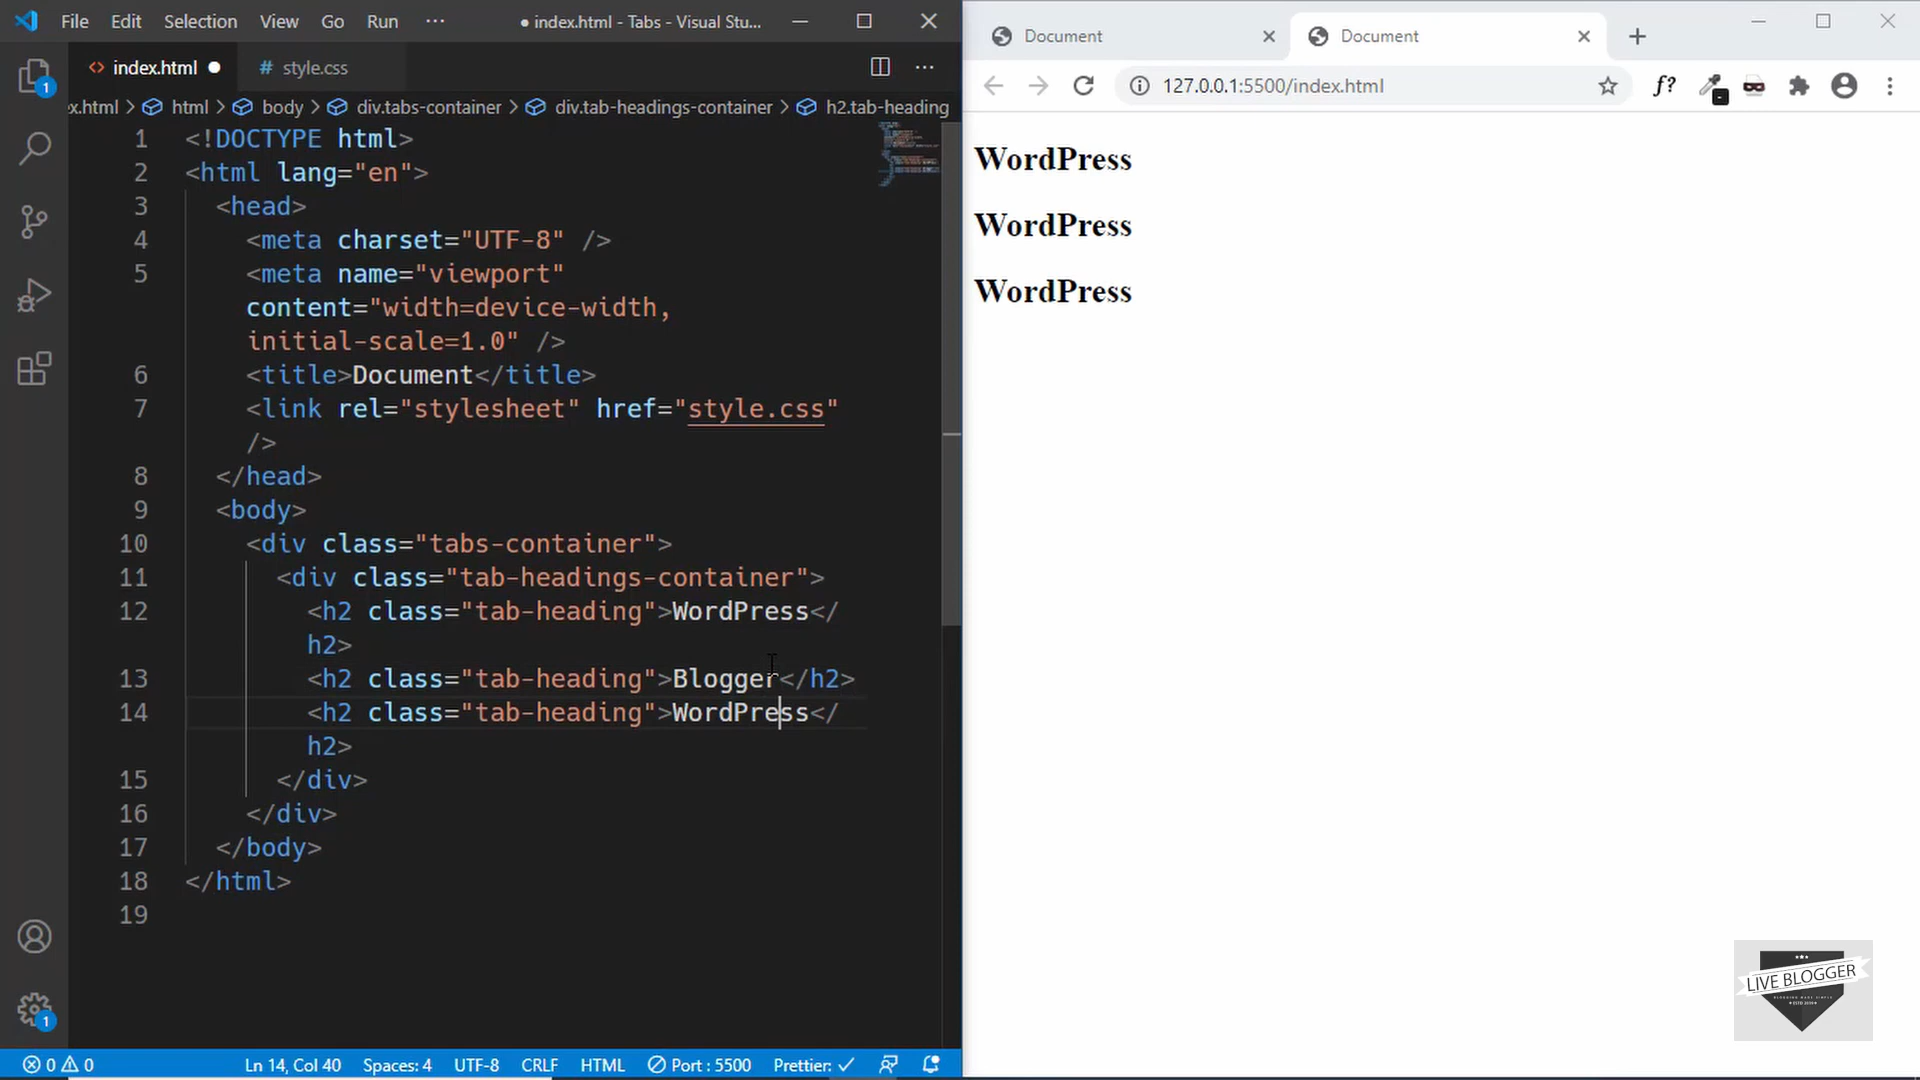 File Edit Selection View Go Run ··· ● index.html - Tabs - Visual Stu...
<> index.html ● # style.css ···
x.html > html > body > div.tabs-container > div.tab-headings-container > h2.tab-heading
1 <!DOCTYPE html>
2 <html lang="en">
3 <head>
4 <meta charset="UTF-8" />
5 <meta name="viewport"
content="width=device-width,
initial-scale=1.0" />
6 <title>Document</title>
7 <link rel="stylesheet" href="style.css"
/>
8 </head>
9 <body>
10 <div class="tabs-container">
11 <div class="tab-headings-container">
12 <h2 class="tab-heading">WordPress</
h2>
13 <h2 class="tab-heading">Blogger</h2>
14 <h2 class="tab-heading">WordPress</
h2>
15 </div>
16 </div>
17 </body>
18 </html>
19
1
1
0 0 Ln 14, Col 40 Spaces: 4 UTF-8 CRLF HTML Port : 5500 Prettier: ✓
Document Document
127.0.0.1:5500/index.html f?
WordPress
WordPress
WordPress
LIVE BLOGGER